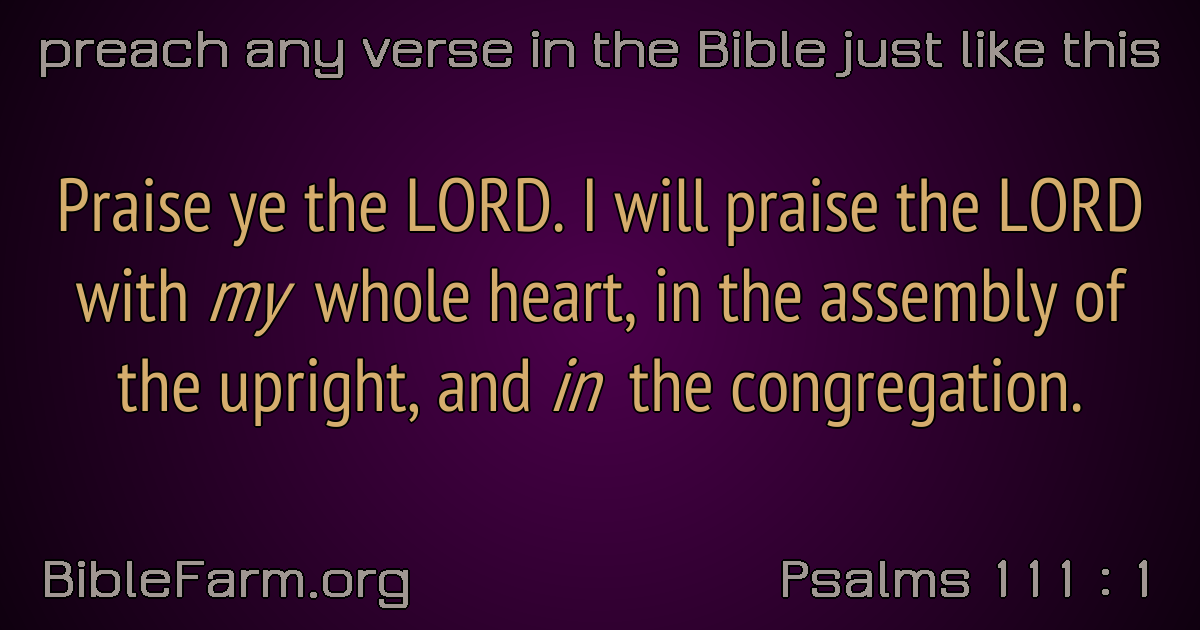 preach any verse in the Bible just like this
Praise ye the LORD. I will praise the LORD
with my whole heart, in the assembly of
the upright, and in the congregation.
BibleFarm.org
Psalms 111 : 1